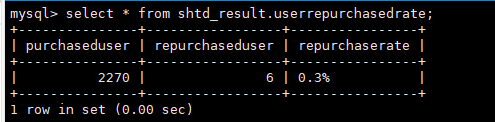 mysql> select * from shtd_result.userrepurchasedrate;
+---------------+-----------------+----------------+
| purchaseduser | repurchaseduser | repurchaserate |
+---------------+-----------------+----------------+
|          2270 |               6 | 0.3%           |
+---------------+-----------------+----------------+
1 row in set (0.00 sec)